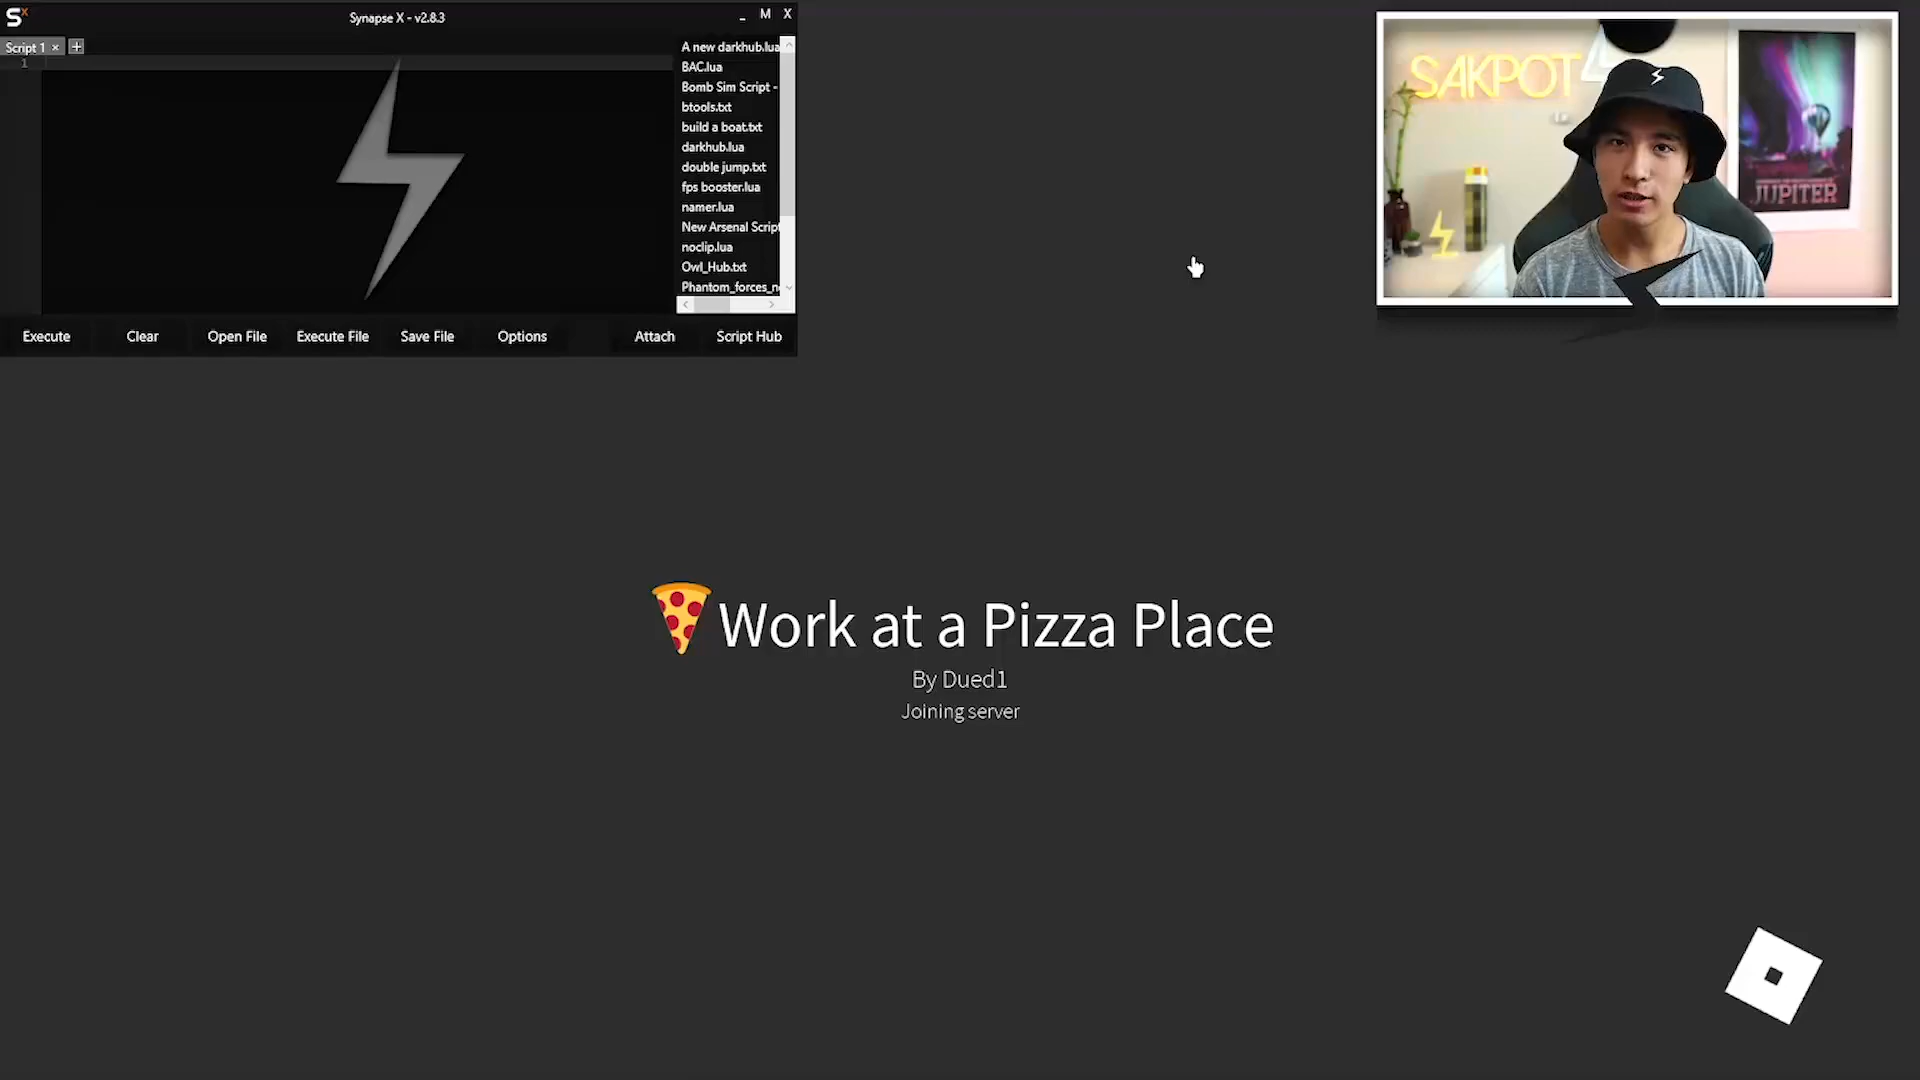 Synapse X - v2.8.3
_ M X
Script 1 × +
1
A new darkhub.lua
BAC.lua
Bomb Sim Script -
btools.txt
build a boat.txt
darkhub.lua
double jump.txt
fps booster.lua
namer.lua
New Arsenal Script
noclip.lua
Owl_Hub.txt
Phantom_forces_n
Execute
Clear
Open File
Execute File
Save File
Options
Attach
Script Hub
SAKPOT
JUPITER
Work at a Pizza Place
By Dued1
Joining server